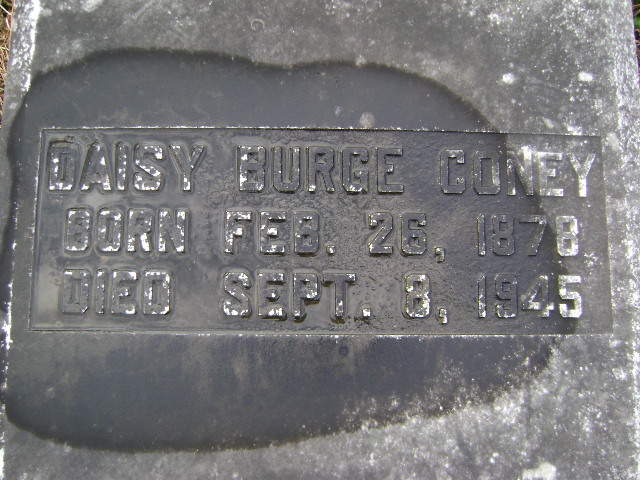 DAISY BURGE CONEY
BORN FEB. 26, 1878
DIED SEPT. 8, 1945